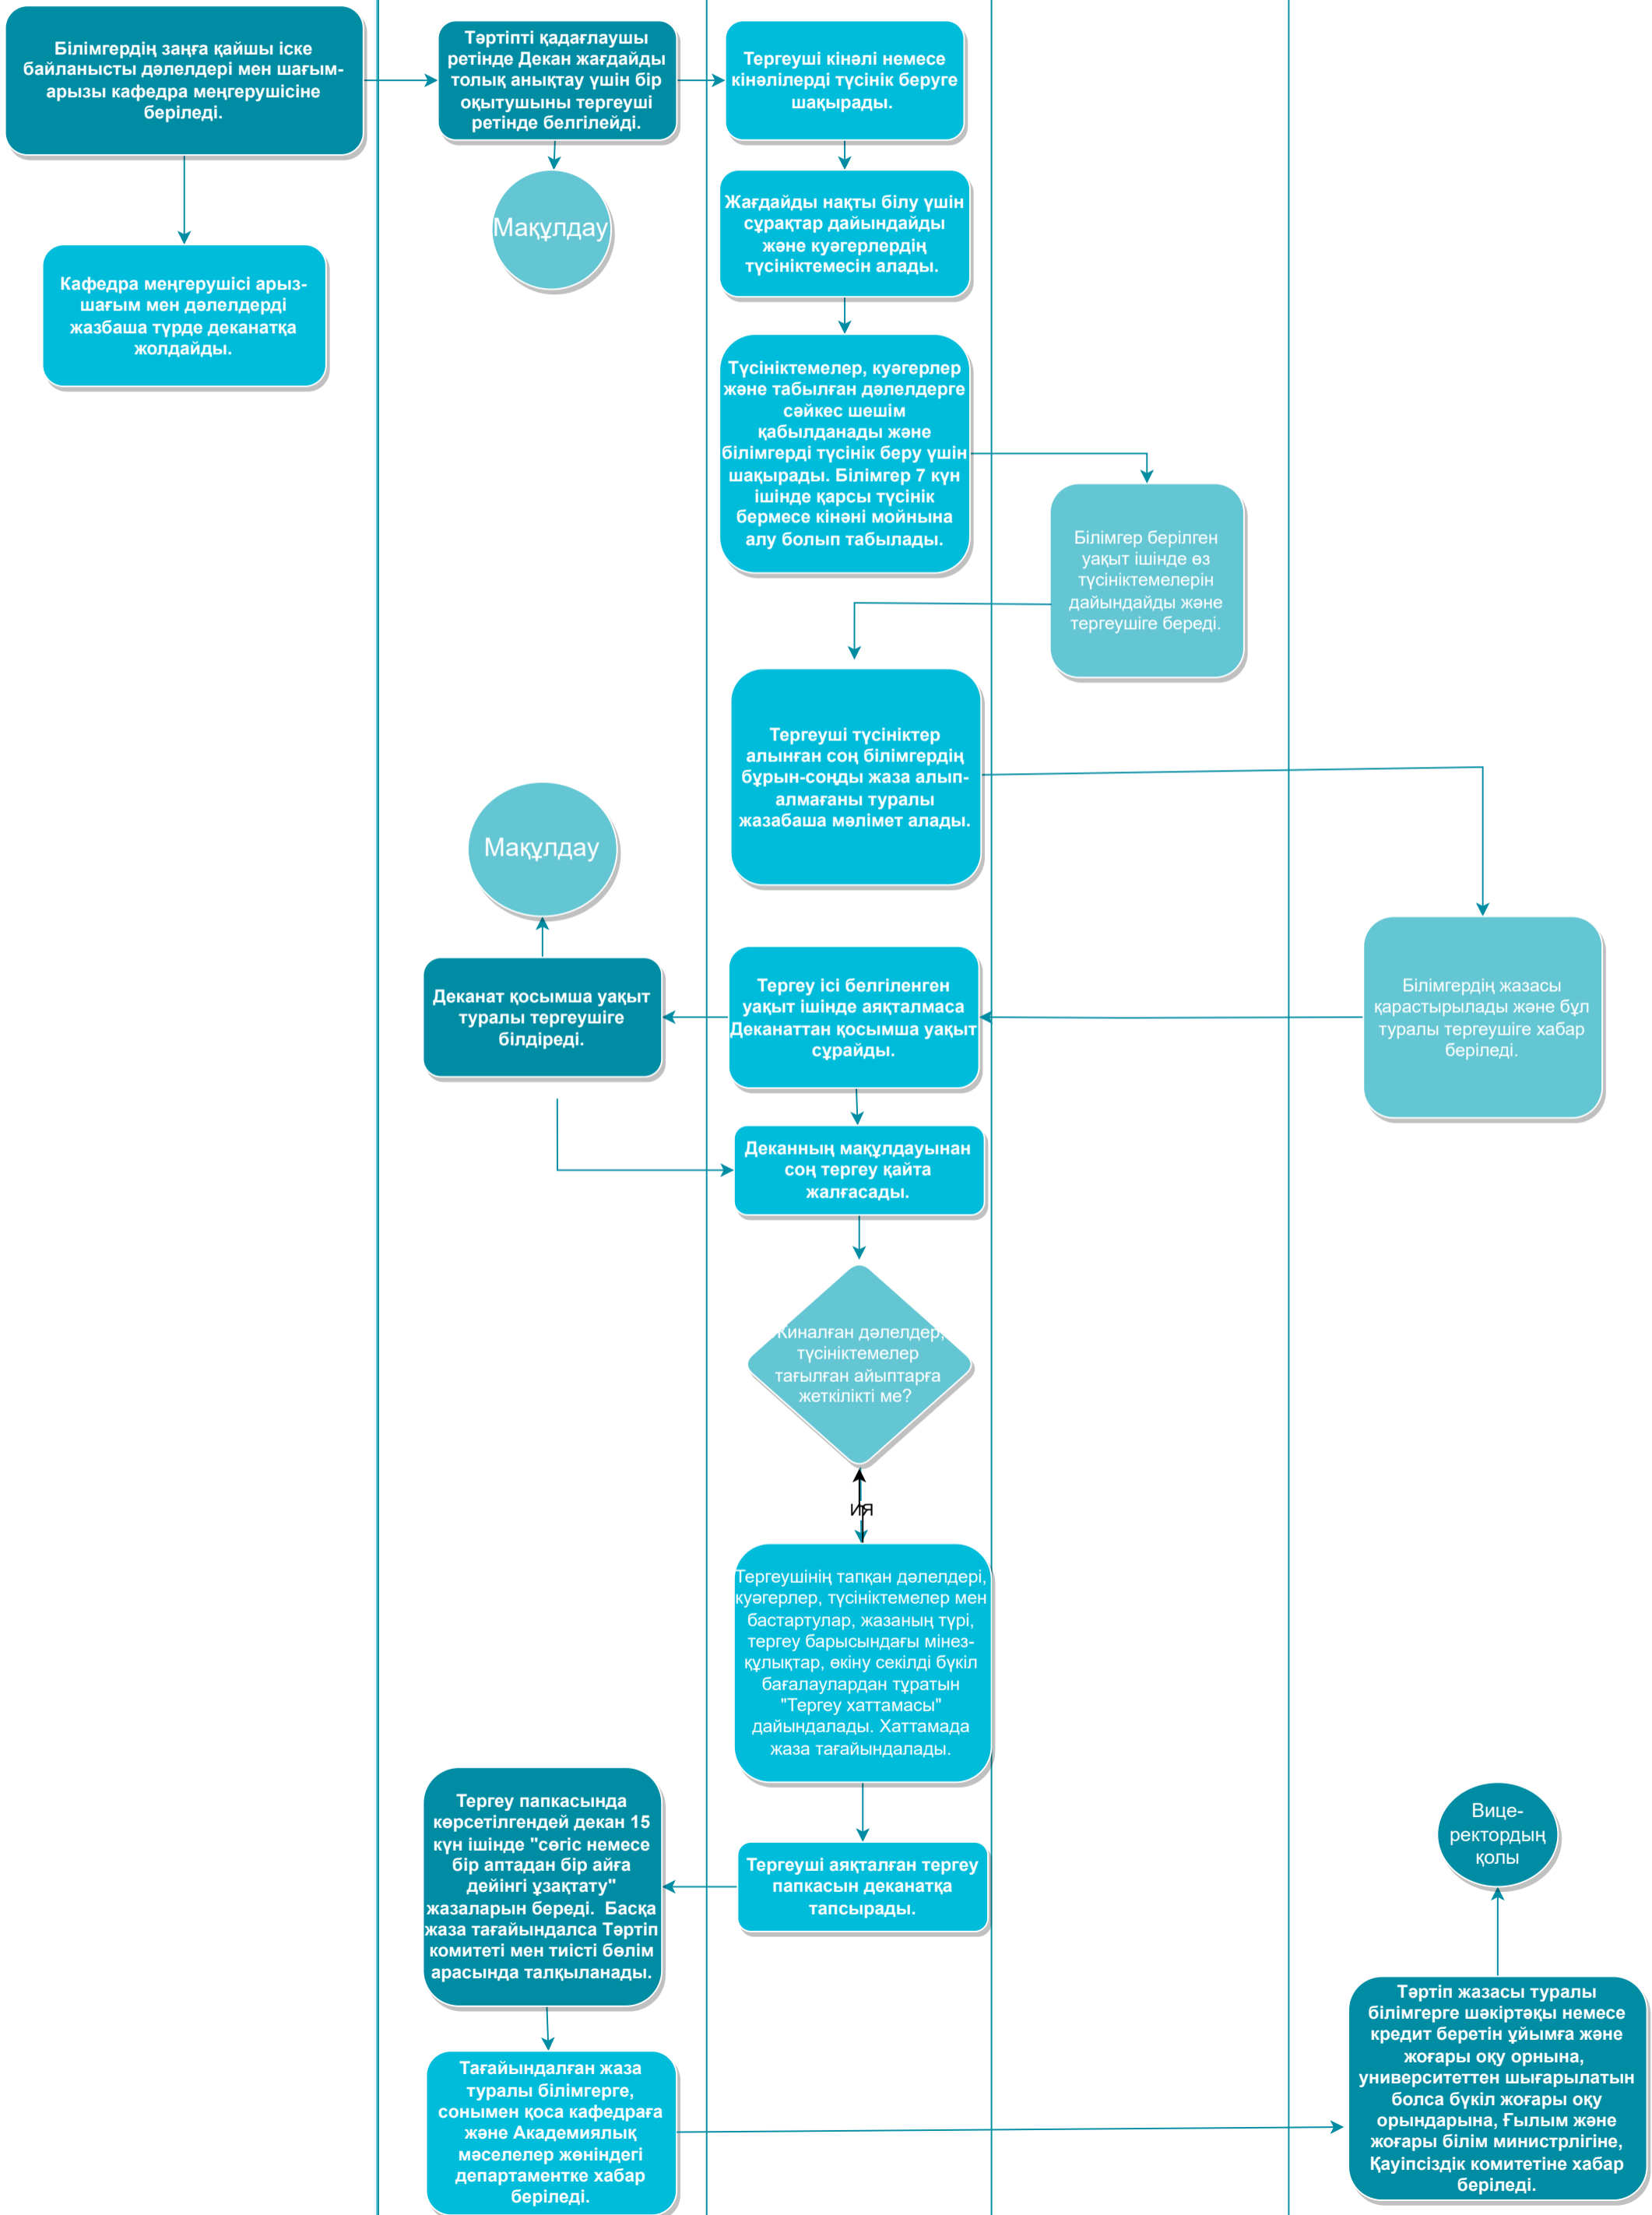 Білімгердің заңға қайшы іске
байланысты дәлелдері мен шағым-
арызы кафедра меңгерушісіне
беріледі.
Кафедра меңгерушісі арыз-
шағым мен дәлелдерді
жазбаша түрде деканатқа
жолдайды.
Тәртіпті қадағлаушы
ретінде Декан жағдайды
толық анықтау үшін бір
оқытушыны тергеуші
ретінде белгілейді.
Мақұлдау
Тергеуші кінәлі немесе
кінәлілерді түсінік беруге
шақырады.
Жағдайды нақты білу үшін
сұрақтар дайындайды
және куәгерлердің
түсініктемесін алады.
Түсініктемелер, куәгерлер
және табылған дәлелдерге
сәйкес шешім
қабылданады және
білімгерді түсінік беру үшін
шақырады. Білімгер 7 күн
ішінде қарсы түсінік
бермесе кінәні мойнына
алу болып табылады.
Білімгер берілген
уақыт ішінде өз
түсініктемелерін
дайындайды және
тергеушіге береді.
Тергеуші түсініктер
алынған соң білімгердің
бұрын-соңды жаза алып-
алмағаны туралы
жазабаша мәлімет алады.
Білімгердің жазасы
қарастырылады және бұл
туралы тергеушіге хабар
беріледі.
Тергеу ісі белгіленген
уақыт ішінде аяқталмаса
Деканаттан қосымша уақыт
сұрайды.
Мақұлдау
Деканат қосымша уақыт
туралы тергеушіге
білдіреді.
Деканның мақұлдауынан
соң тергеу қайта
жалғасады.
Жиналған дәлелдер,
түсініктемелер
тағылған айыптарға
жеткілікті ме?
Тергеушінің тапқан дәлелдері,
куәгерлер, түсініктемелер мен
бастартулар, жазаның түрі,
тергеу барысындағы мінез-
құлықтар, өкіну секілді бүкіл
бағалаулардан тұратын
"Тергеу хаттамасы"
дайындалады. Хаттамада
жаза тағайындалады.
Тергеуші аяқталған тергеу
папкасын деканатқа
тапсырады.
Тергеу папкасында
көрсетілгендей декан 15
күн ішінде "сөгіс немесе
бір аптадан бір айға
дейінгі ұзақтату"
жазаларын береді. Басқа
жаза тағайындалса Тәртіп
комитеті мен тиісті бөлім
арасында талқыланады.
Тағайындалған жаза
туралы білімгерге,
сонымен қоса кафедраға
және Академиялық
мәселелер жөніндегі
департаментке хабар
беріледі.
Вице-
ректордың
қолы
Тәртіп жазасы туралы
білімгерге шәкіртақы немесе
кредит беретін ұйымға және
жоғары оқу орнына,
университеттен шығарылатын
болса бүкіл жоғары оқу
орындарына, Ғылым және
жоғары білім министрлігіне,
Қауіпсіздік комитетіне хабар
беріледі.